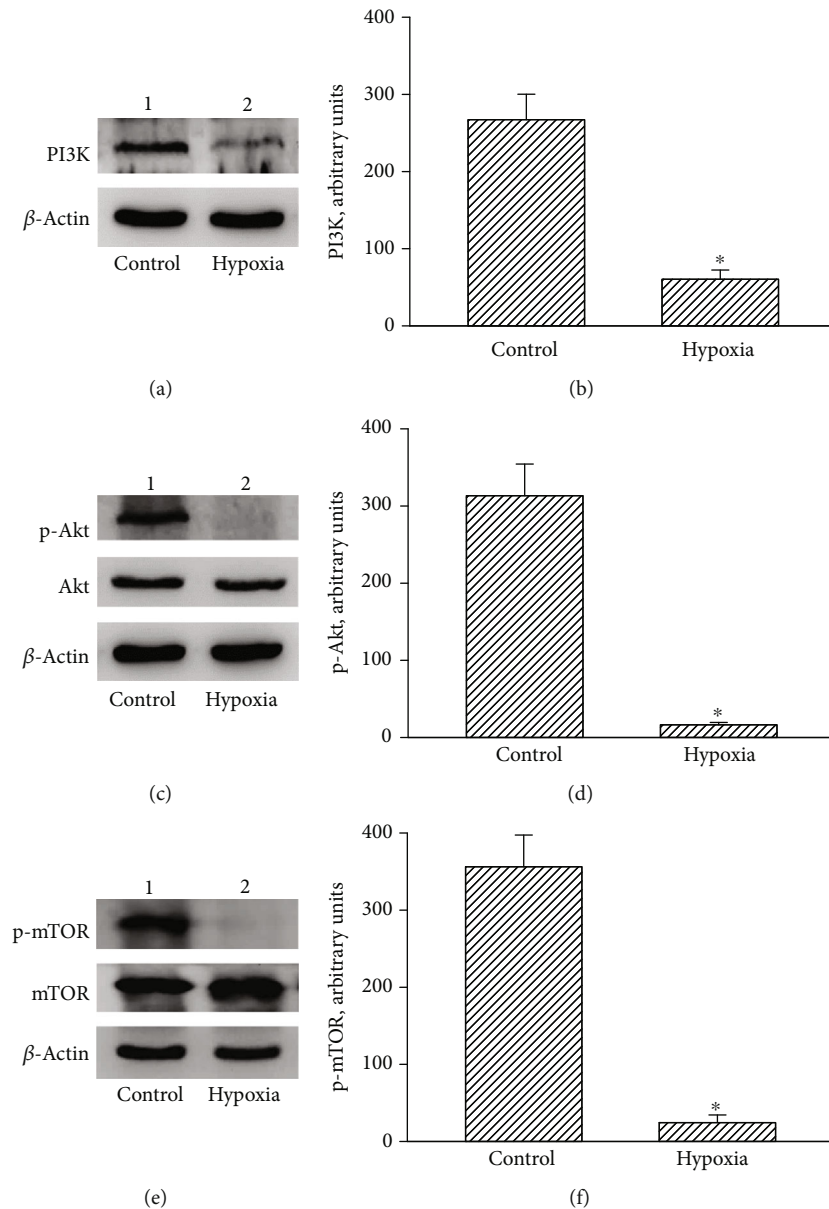 1 2
PI3K
β-Actin
Control Hypoxia
(a)
400
300
200
100
0
PI3K, arbitrary units
*
Control Hypoxia
(b)
1 2
p-Akt
Akt
β-Actin
Control Hypoxia
(c)
400
300
200
100
0
p-Akt, arbitrary units
*
Control Hypoxia
(d)
1 2
p-mTOR
mTOR
β-Actin
Control Hypoxia
(e)
400
300
200
100
0
p-mTOR, arbitrary units
*
Control Hypoxia
(f)